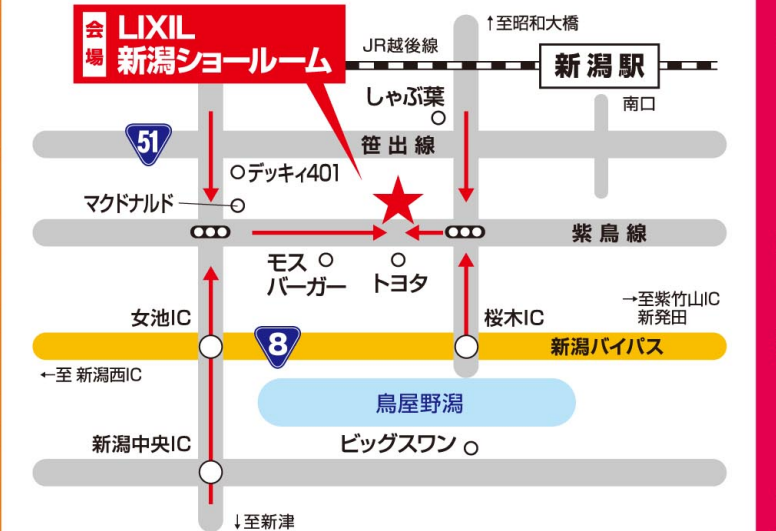 会場
LIXIL
新潟ショールーム
↑至昭和大橋
JR越後線
新潟駅
しゃぶ葉
南口
51
笹出線
デッキィ401
マクドナルド
紫鳥線
モス
バーガー
トヨタ
→至紫竹山IC
新発田
女池IC
8
桜木IC
新潟バイパス
←至 新潟西IC
鳥屋野潟
新潟中央IC
ビッグスワン
↓至新津